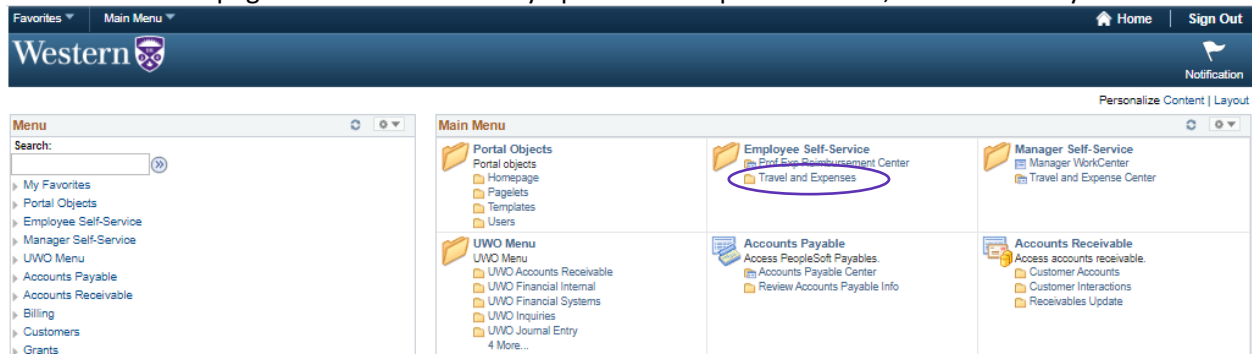 Favorites Main Menu Home Sign Out
Western
Notification
Personalize Content | Layout
Menu
Search:
My Favorites
Portal Objects
Employee Self-Service
Manager Self-Service
UWO Menu
Accounts Payable
Accounts Receivable
Billing
Customers
Grants
Main Menu
Portal Objects
Portal objects
Homepage
Pagelets
Templates
Users
Employee Self-Service
Prof Exp Reimbursement Center
Travel and Expenses
Manager Self-Service
Manager WorkCenter
Travel and Expense Center
UWO Menu
UWO Menu
UWO Accounts Receivable
UWO Financial Internal
UWO Financial Systems
UWO Inquiries
UWO Journal Entry
4 More...
Accounts Payable
Access PeopleSoft Payables.
Accounts Payable Center
Review Accounts Payable Info
Accounts Receivable
Access accounts receivable.
Customer Accounts
Customer Interactions
Receivables Update